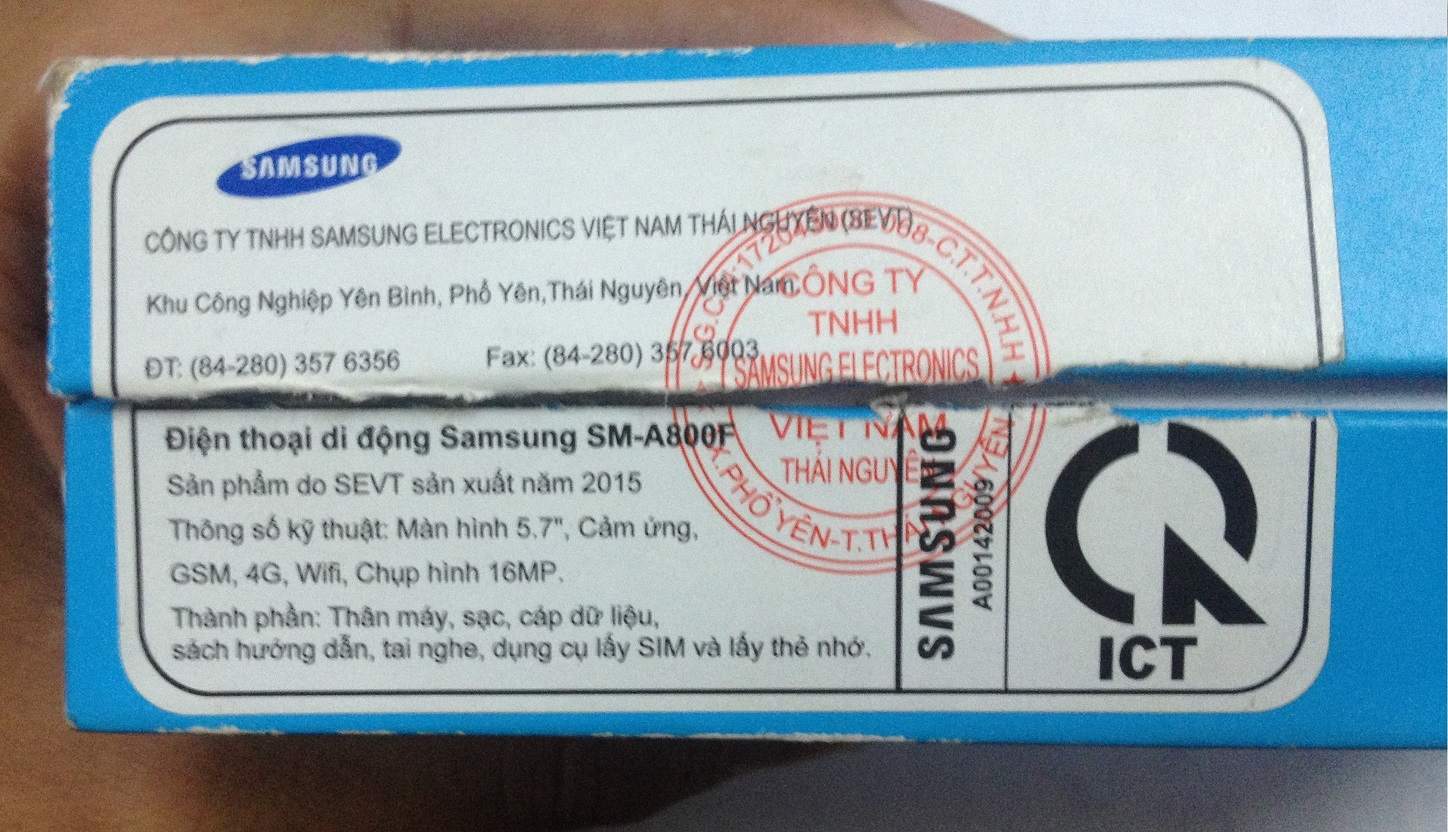 SAMSUNG
CÔNG TY TNHH SAMSUNG ELECTRONICS VIỆT NAM THÁI NGUYÊN (SEVT)
Khu Công Nghiệp Yên Bình, Phổ Yên,Thái Nguyên, Việt Nam.
ĐT: (84-280) 357 6356 Fax: (84-280) 357 6003
CÔNG TY
TNHH
SAMSUNG ELECTRONICS
VIỆT NAM
THÁI NGUYÊN
C.T.T.N.H.H
X.PHỔ YÊN-T.THÁI NGUYÊN
Điện thoại di động Samsung SM-A800F
Sản phẩm do SEVT sản xuất năm 2015
Thông số kỹ thuật: Màn hình 5.7", Cảm ứng,
GSM, 4G, Wifi, Chụp hình 16MP.
Thành phần: Thân máy, sạc, cáp dữ liệu,
sách hướng dẫn, tai nghe, dụng cụ lấy SIM và lấy thẻ nhớ.
SAMSUNG
A00142009
ICT